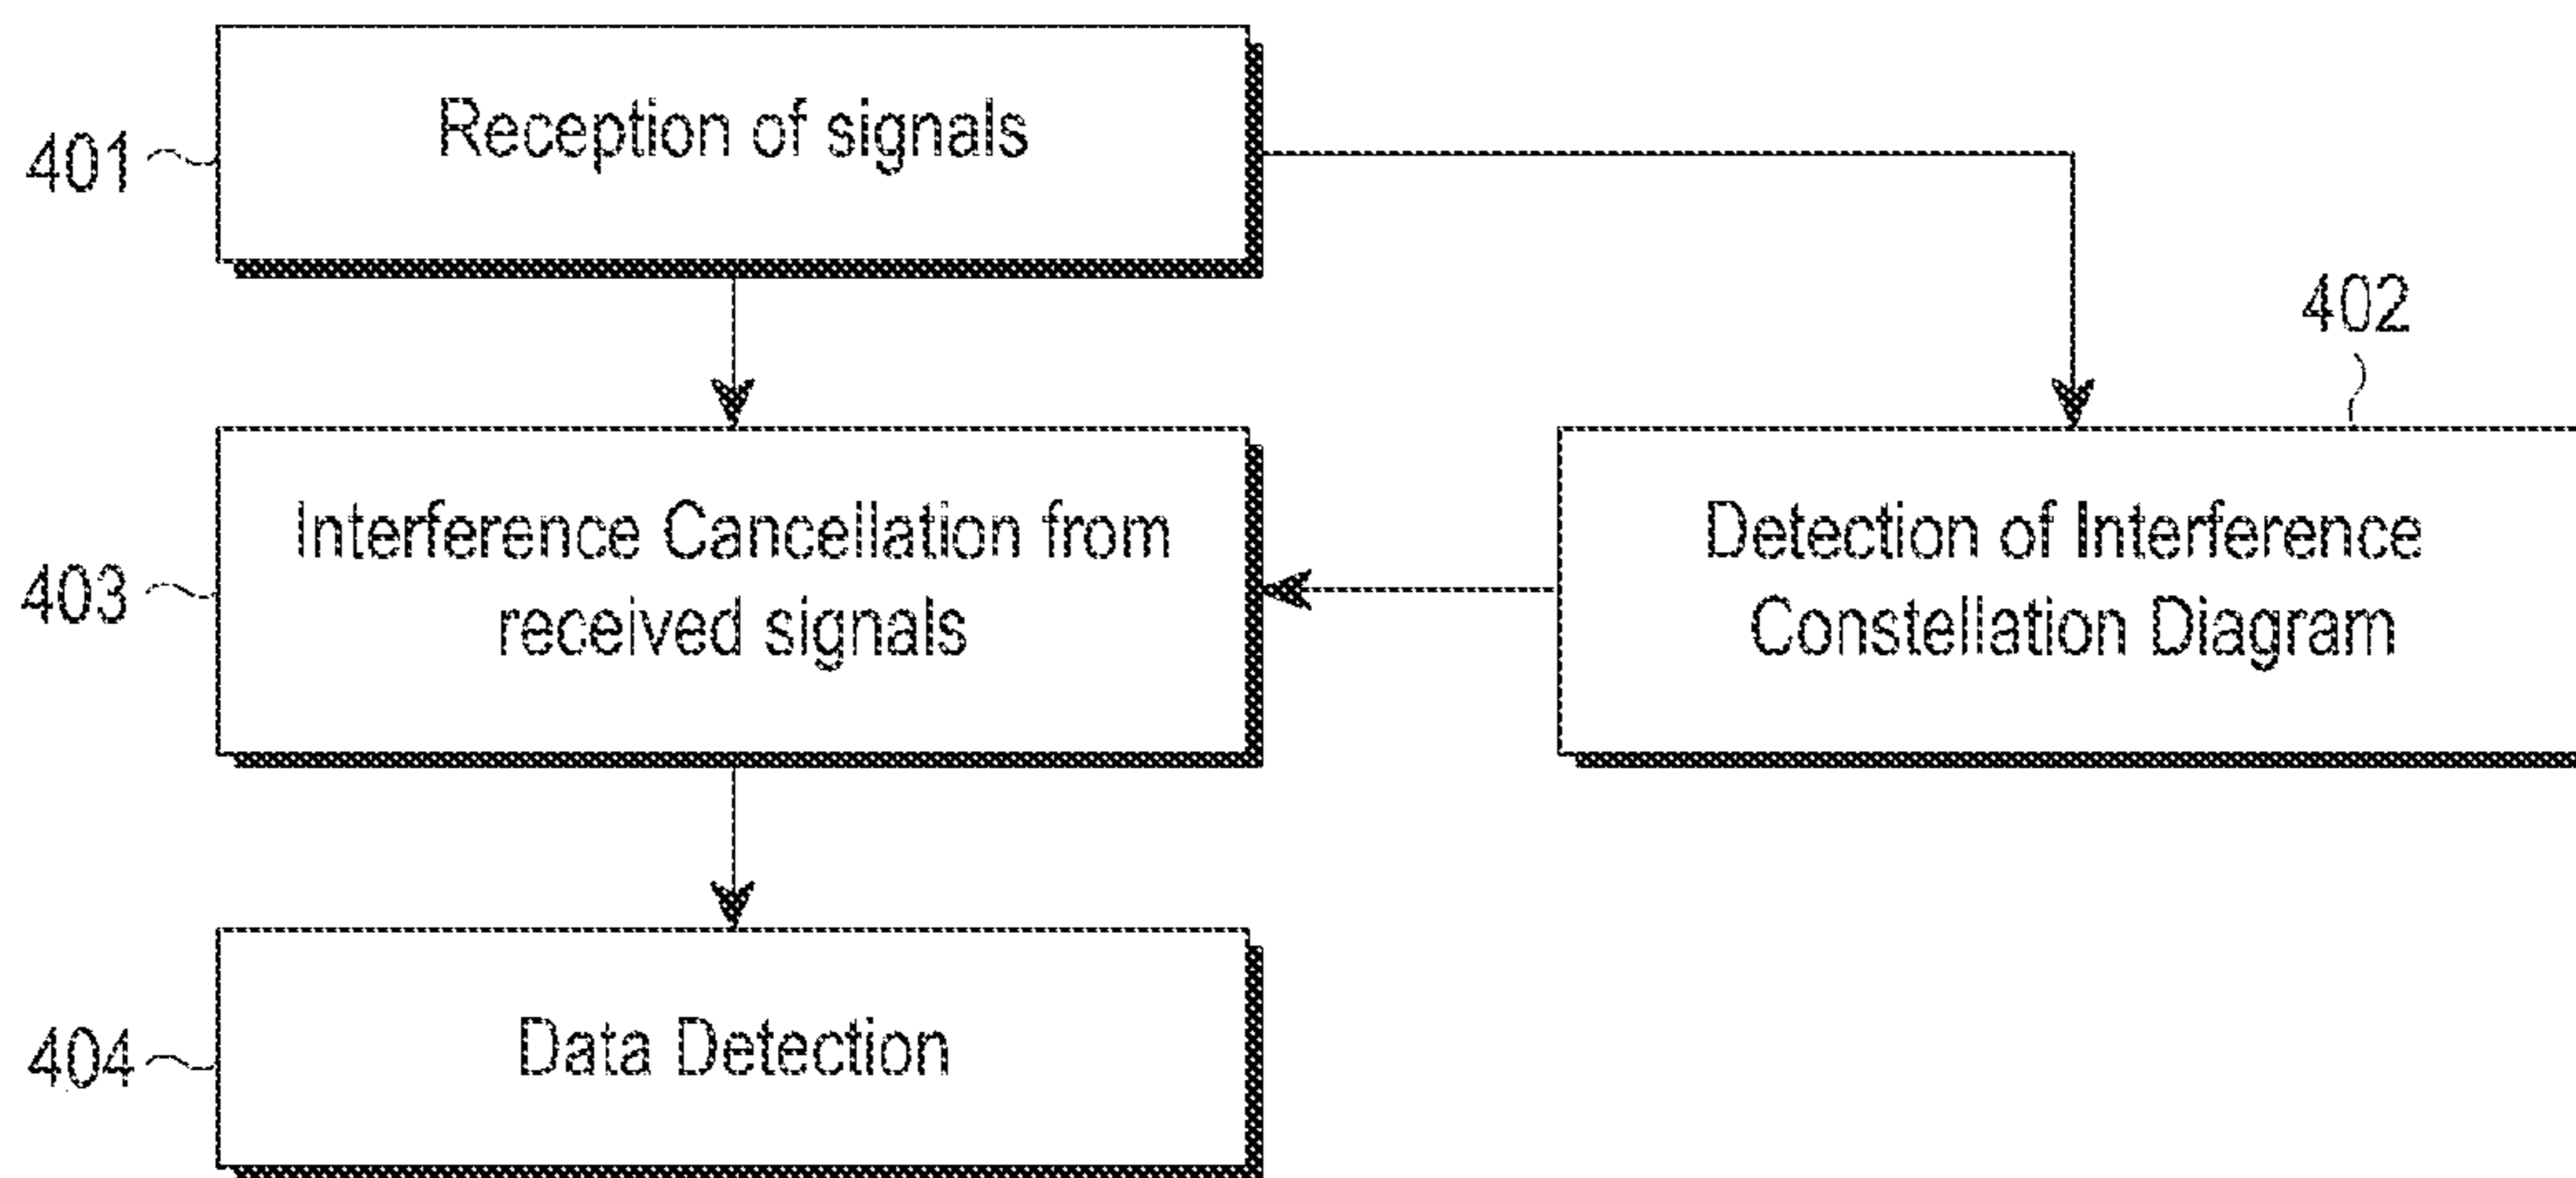 Reception of signals
401
402
Interference Cancellation from
received signals
403
Detection of Interference
Constellation Diagram
Data Detection
404